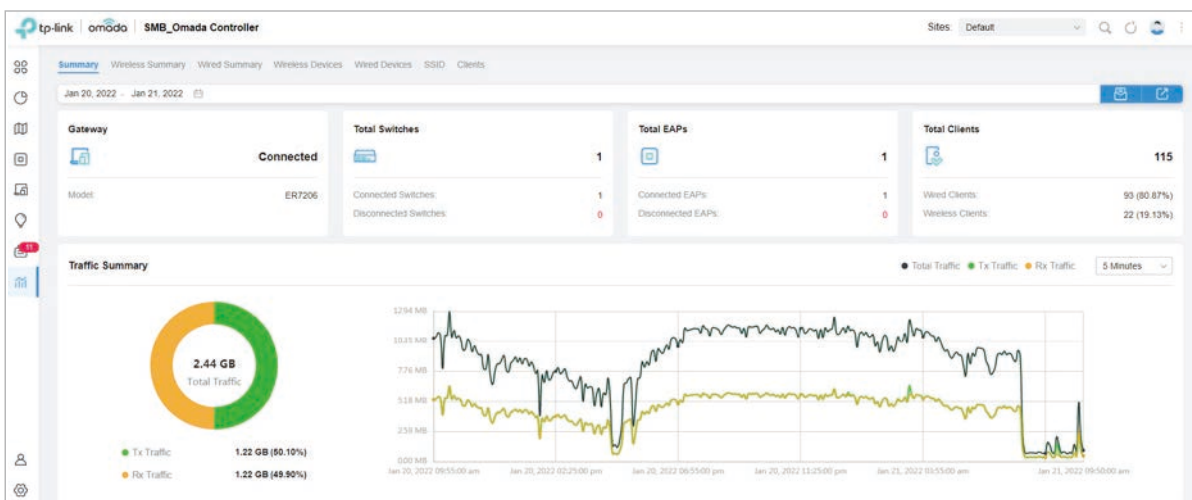 tp-link omada SMB_Omada Controller Sites: Default
Summary Wireless Summary Wired Summary Wireless Devices Wired Devices SSID Clients
Jan 20, 2022 - Jan 21, 2022
Gateway
Connected
Model: ER7206
Total Switches
1
Connected Switches: 1
Disconnected Switches: 0
Total EAPs
1
Connected EAPs: 1
Disconnected EAPs: 0
Total Clients
115
Wired Clients: 93 (80.87%)
Wireless Clients: 22 (19.13%)
11
Traffic Summary
Total Traffic Tx Traffic Rx Traffic 5 Minutes
2.44 GB
Total Traffic
Tx Traffic 1.22 GB (50.10%)
Rx Traffic 1.22 GB (49.90%)
12.94 MB
10.35 MB
7.76 MB
5.18 MB
2.59 MB
0.00 MB
Jan 20, 2022 09:55:00 am Jan 20, 2022 02:25:00 pm Jan 20, 2022 06:55:00 pm Jan 20, 2022 11:25:00 pm Jan 21, 2022 03:55:00 am Jan 21, 2022 09:50:00 am